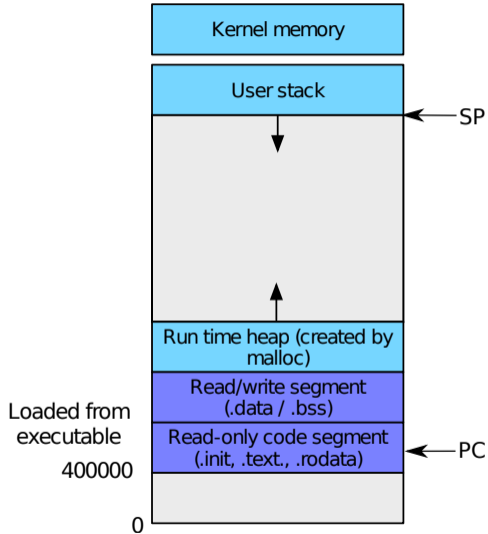 Kernel memory
User stack
SP
Run time heap (created by
malloc)
Read/write segment
(.data / .bss)
Loaded from
executable
Read-only code segment
(.init, .text., .rodata)
PC
400000
0